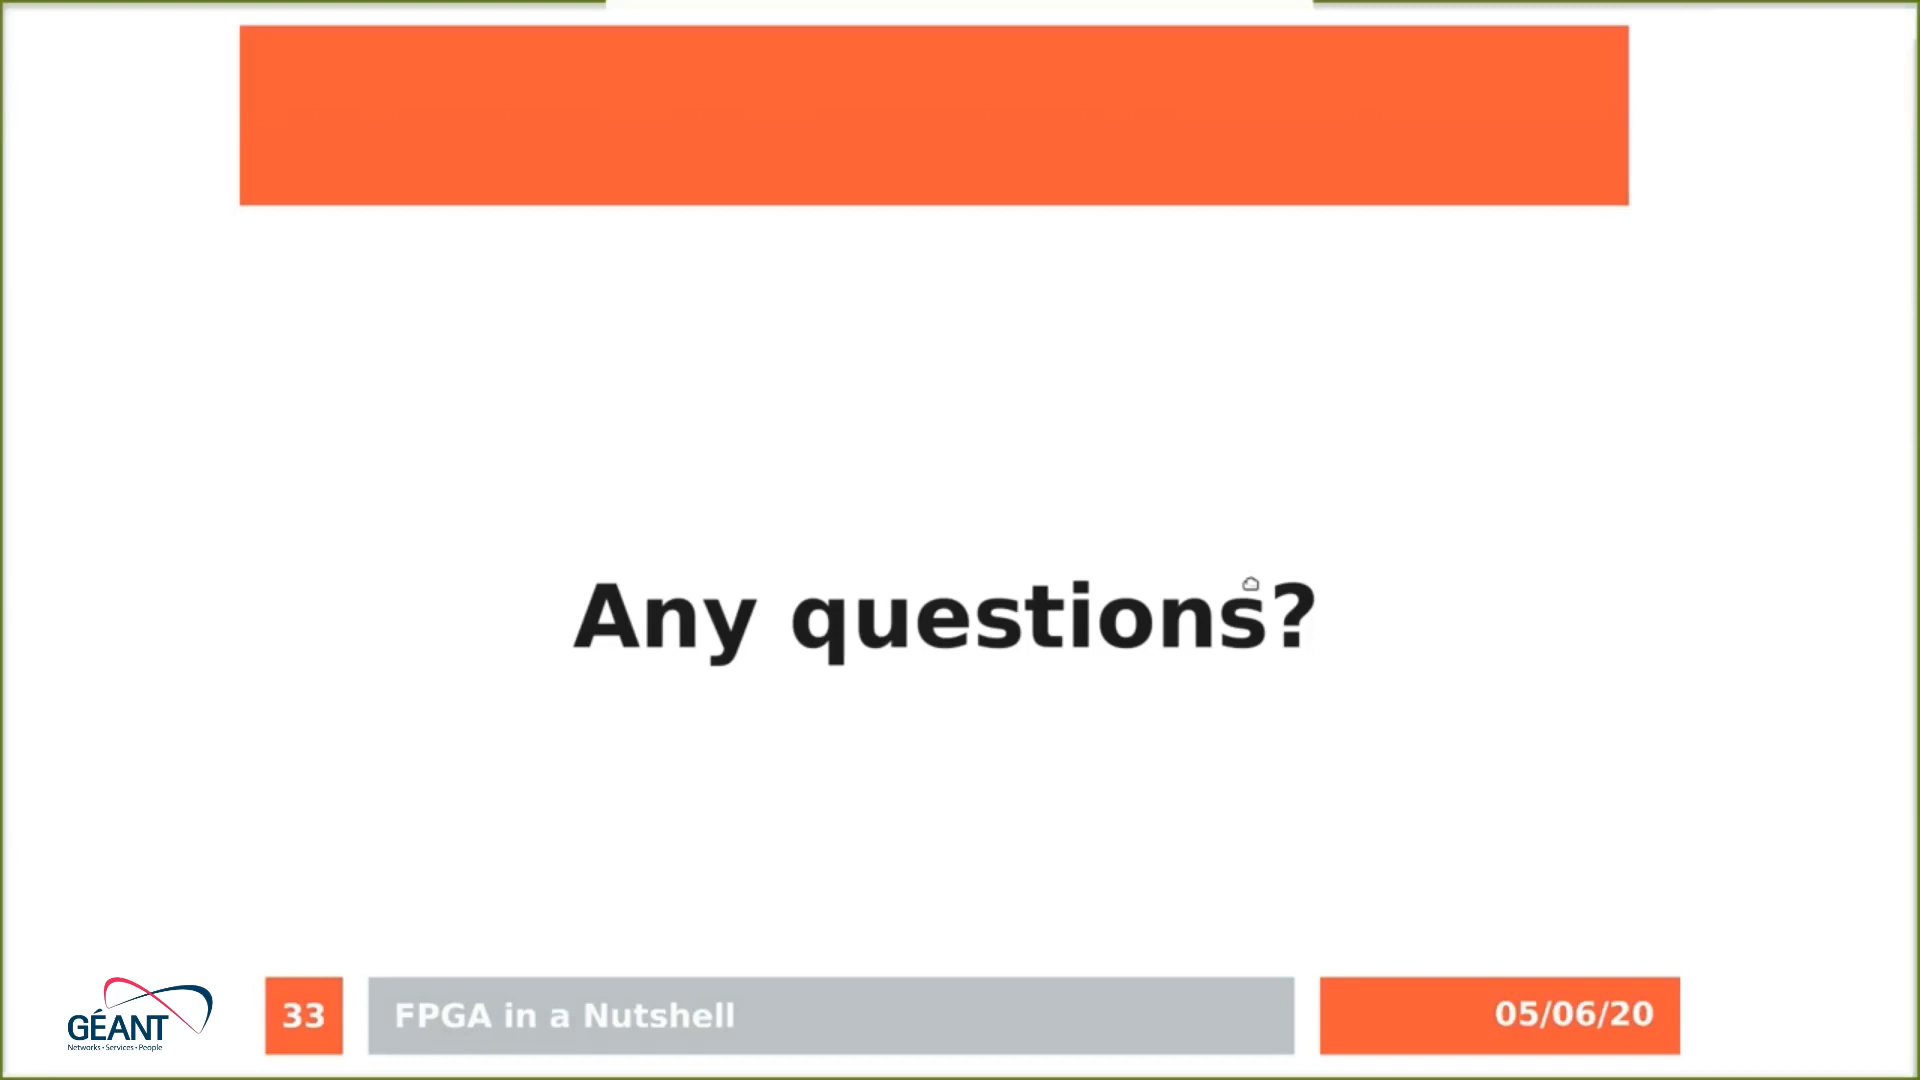 Any questions?
GÉANT
Networks • Services • People
33
FPGA in a Nutshell
05/06/20